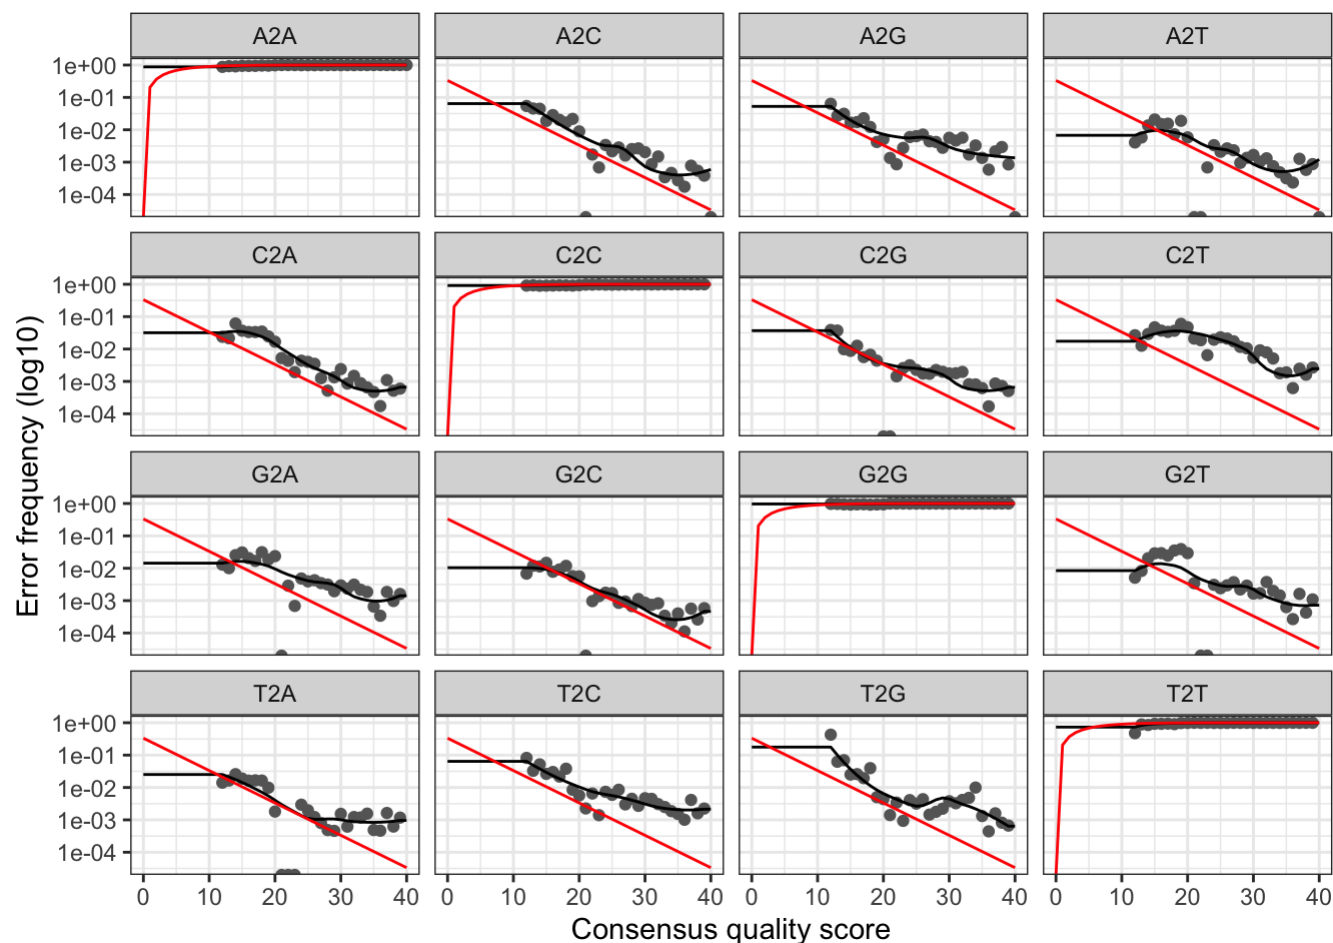 A2A A2C A2G A2T
1e+00
1e-01
1e-02
1e-03
1e-04
C2A C2C C2G C2T
1e+00
1e-01
1e-02
1e-03
1e-04
G2A G2C G2G G2T
1e+00
1e-01
1e-02
1e-03
1e-04
T2A T2C T2G T2T
1e+00
1e-01
1e-02
1e-03
1e-04
Error frequency (log10)
0 10 20 30 40 0 10 20 30 40 0 10 20 30 40 0 10 20 30 40
Consensus quality score